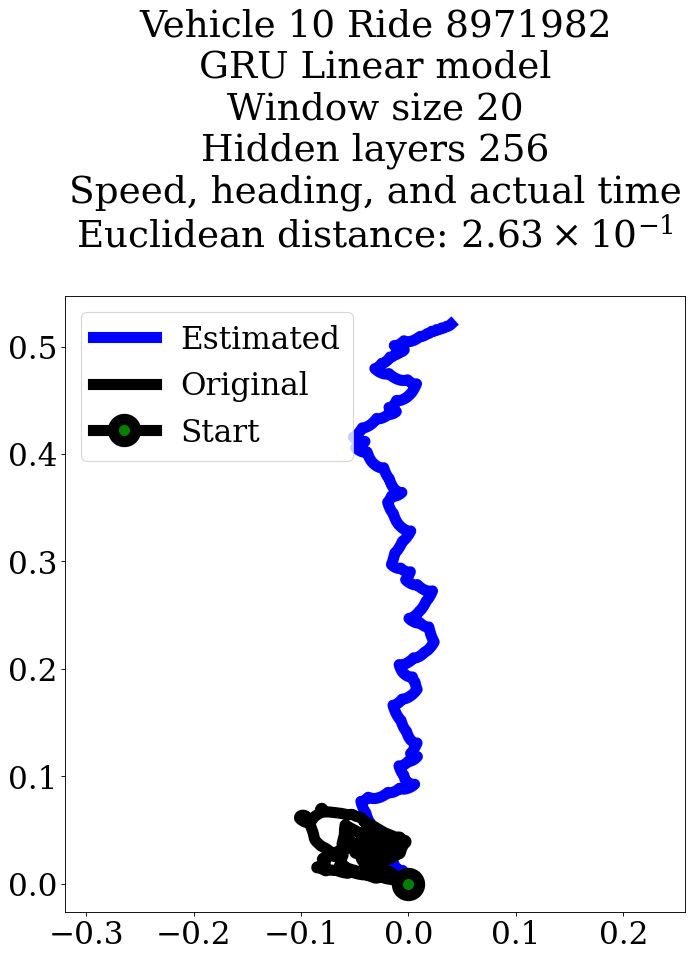 Vehicle 10 Ride 8971982
GRU Linear model
Window size 20
Hidden layers 256
Speed, heading, and actual time
Euclidean distance: 2.63 × 10⁻¹
Estimated
Original
Start
0.5
0.4
0.3
0.2
0.1
0.0
−0.3 −0.2 −0.1 0.0 0.1 0.2